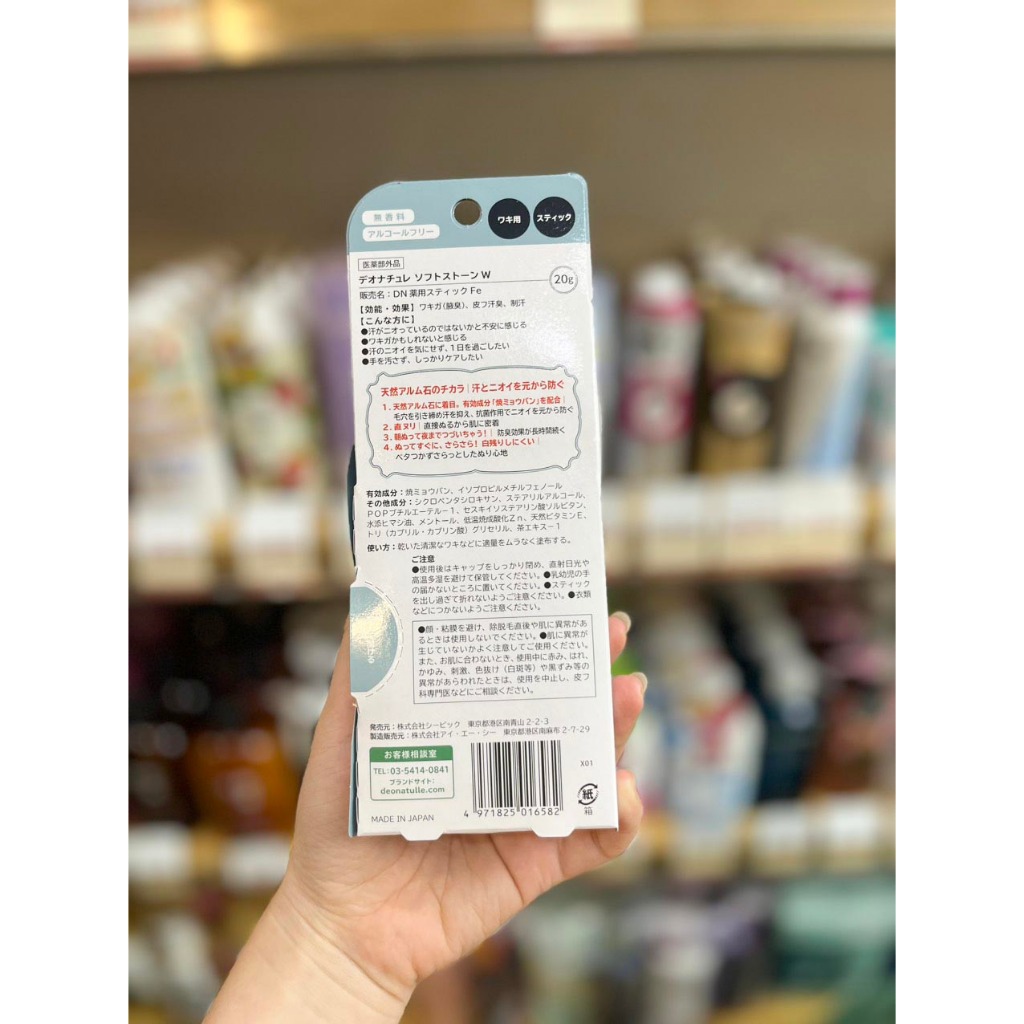 無香料
アルコールフリー
ワキ用
スティック
医薬部外品
デオナチュレ ソフトストーンW
20g
販売名：DN薬用スティックFe
【効能・効果】ワキガ（腋臭）、皮フ汗臭、制汗
【こんな方に】
●汗がニオっているのではないかと不安に感じる
●ワキガかもしれないと感じる
●汗のニオイを気にせず、1日を過ごしたい
●手を汚さず、しっかりケアしたい
天然アルム石のチカラ｜汗とニオイを元から防ぐ
1. 天然アルム石に着目。有効成分「焼ミョウバン」を配合｜
毛穴を引き締め汗を抑え、抗菌作用でニオイを元から防ぐ
2. 直ヌリ｜直接ぬるから肌に密着
3. 朝ぬって夜までつづいちゃう！｜防臭効果が長時間続く
4. ぬってすぐに、さらさら！白残りしにくい｜
ベタつかずさらっとしたぬり心地
有効成分：焼ミョウバン、イソプロピルメチルフェノール
その他成分：シクロペンタシロキサン、ステアリルアルコール、
POPブチルエーテル－1、セスキイソステアリン酸ソルビタン、
水添ヒマシ油、メントール、低温焼成酸化Zn、天然ビタミンE、
トリ（カプリル・カプリン酸）グリセリル、茶エキス－1
使い方：乾いた清潔なワキなどに適量をムラなく塗布する。
ご注意
●使用後はキャップをしっかり閉め、直射日光や
高温多湿を避けて保管してください。●乳幼児の手
の届かないところに置いてください。●スティック
を出し過ぎて折れないようご注意ください。●衣類
などにつかないようご注意ください。
●顔・粘膜を避け、除脱毛直後や肌に異常があ
るときは使用しないでください。●肌に異常が
生じていないかよく注意してご使用ください。
また、お肌に合わないとき、使用中に赤み、はれ、
かゆみ、刺激、色抜け（白斑等）や黒ずみ等の
異常があらわれたときは、使用を中止し、皮フ
科専門医などにご相談ください。
発売元：株式会社シービック 東京都港区南青山2-2-3
製造販売元：株式会社アイ・エー・シー 東京都港区南麻布2-7-29
お客様相談室
TEL:03-5414-0841
ブランドサイト：
deonatulle.com
X01
4 971825 016582
紙
箱
MADE IN JAPAN